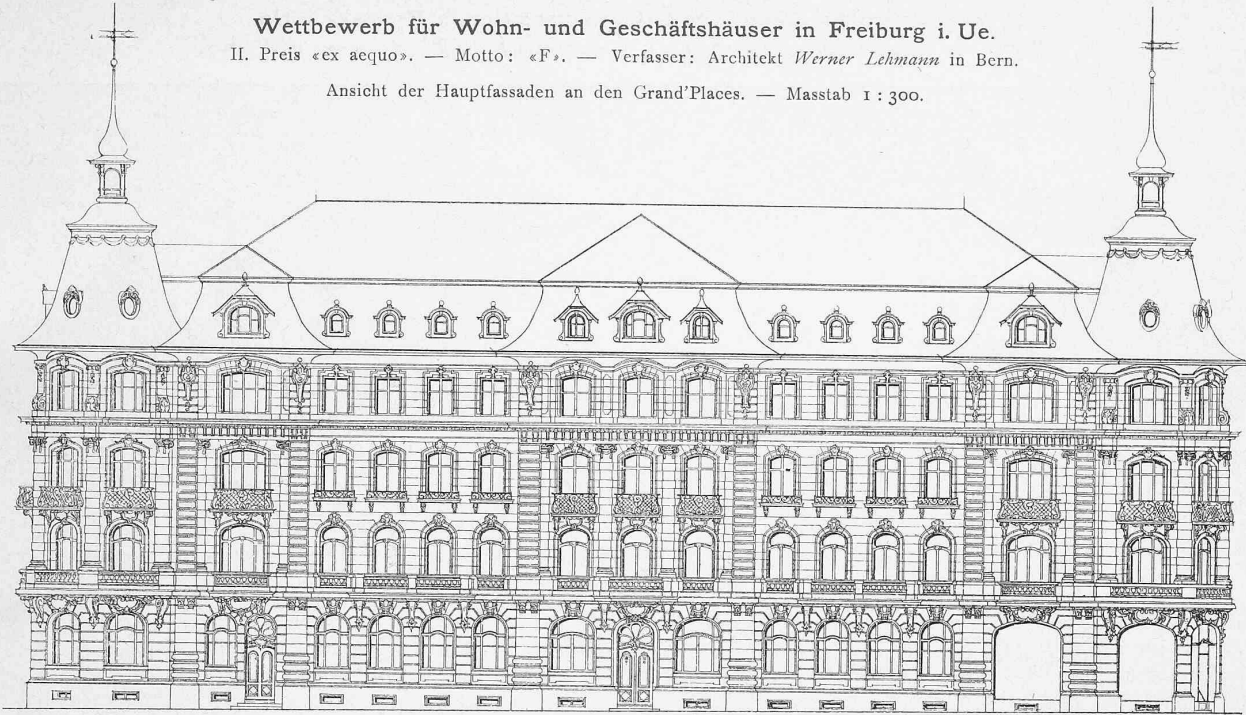 Wettbewerb für Wohn- und Geschäftshäuser in Freiburg i. Ue.
II. Preis «ex aequo». — Motto: «F». — Verfasser: Architekt Werner Lehmann in Bern.
Ansicht der Hauptfassaden an den Grand'Places. — Masstab 1 : 300.